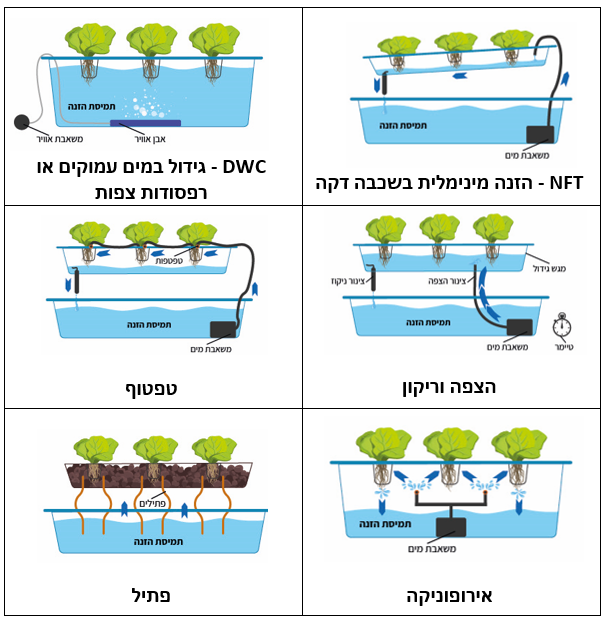 תמיסת הזנה
משאבת אוויר
אבן אוויר
DWC - גידול במים עמוקים או
רפסודות צפות
תמיסת הזנה
משאבת מים
NFT - הזנה מינימלית בשכבה דקה
טפטפות
תמיסת הזנה
משאבת מים
טפטוף
מגש גידול
צינור הצפה
צינור ניקוז
תמיסת הזנה
משאבת מים
טיימר
הצפה וריקון
פתילים
תמיסת הזנה
פתיל
תמיסת הזנה
משאבת מים
אירופוניקה